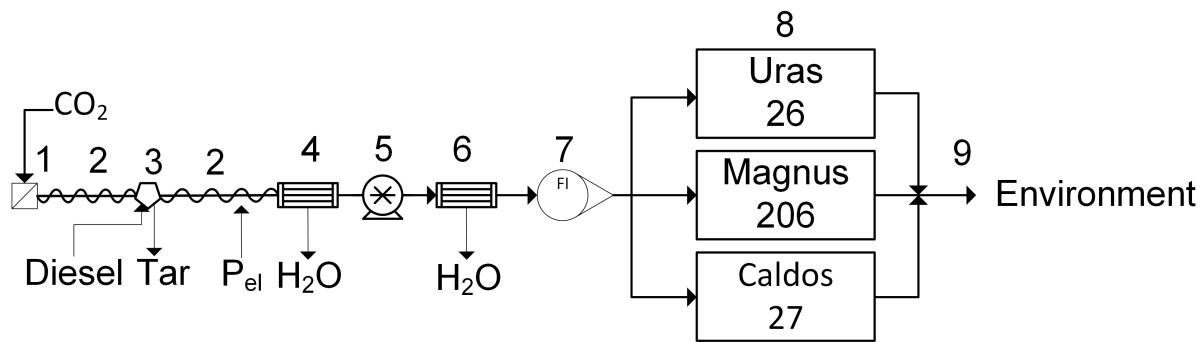 8
Uras
26
CO₂
1
2
3
2
4
5
6
7
FI
9
Magnus
206
Environment
Diesel
Tar
Pel
H₂O
H₂O
Caldos
27